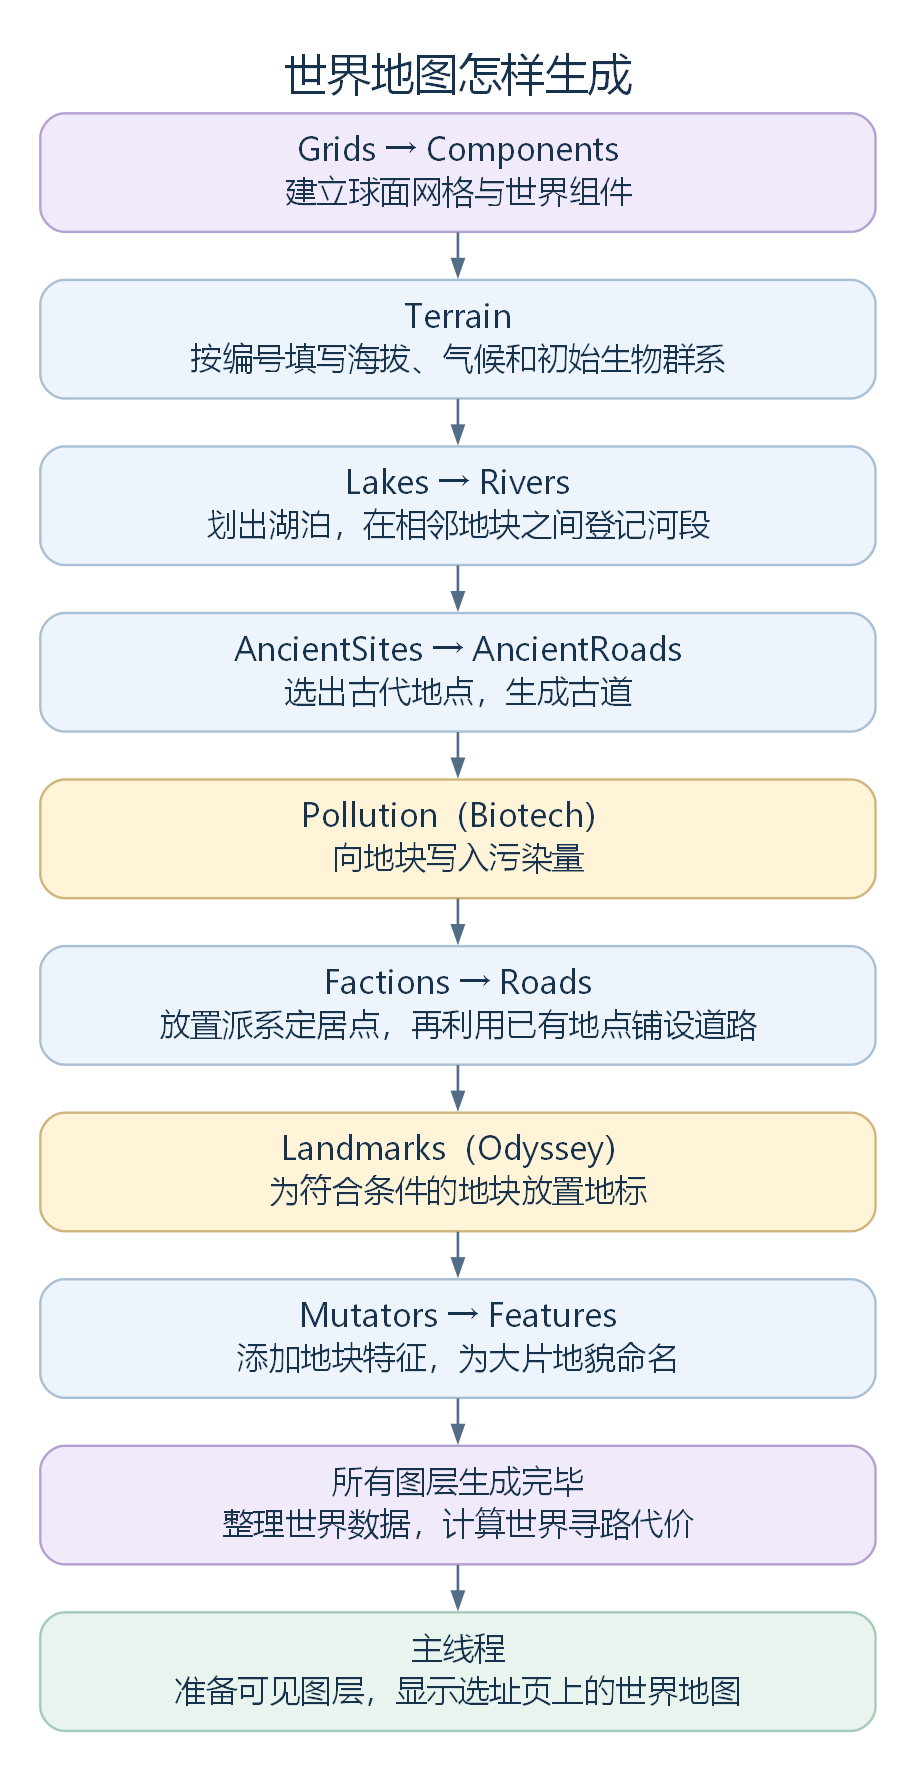 世界地图怎样生成
Grids → Components
建立球面网格与世界组件
Terrain
按编号填写海拔、气候和初始生物群系
Lakes → Rivers
划出湖泊，在相邻地块之间登记河段
AncientSites → AncientRoads
选出古代地点，生成古道
Pollution（Biotech）
向地块写入污染量
Factions → Roads
放置派系定居点，再利用已有地点铺设道路
Landmarks（Odyssey）
为符合条件的地块放置地标
Mutators → Features
添加地块特征，为大片地貌命名
所有图层生成完毕
整理世界数据，计算世界寻路代价
主线程
准备可见图层，显示选址页上的世界地图